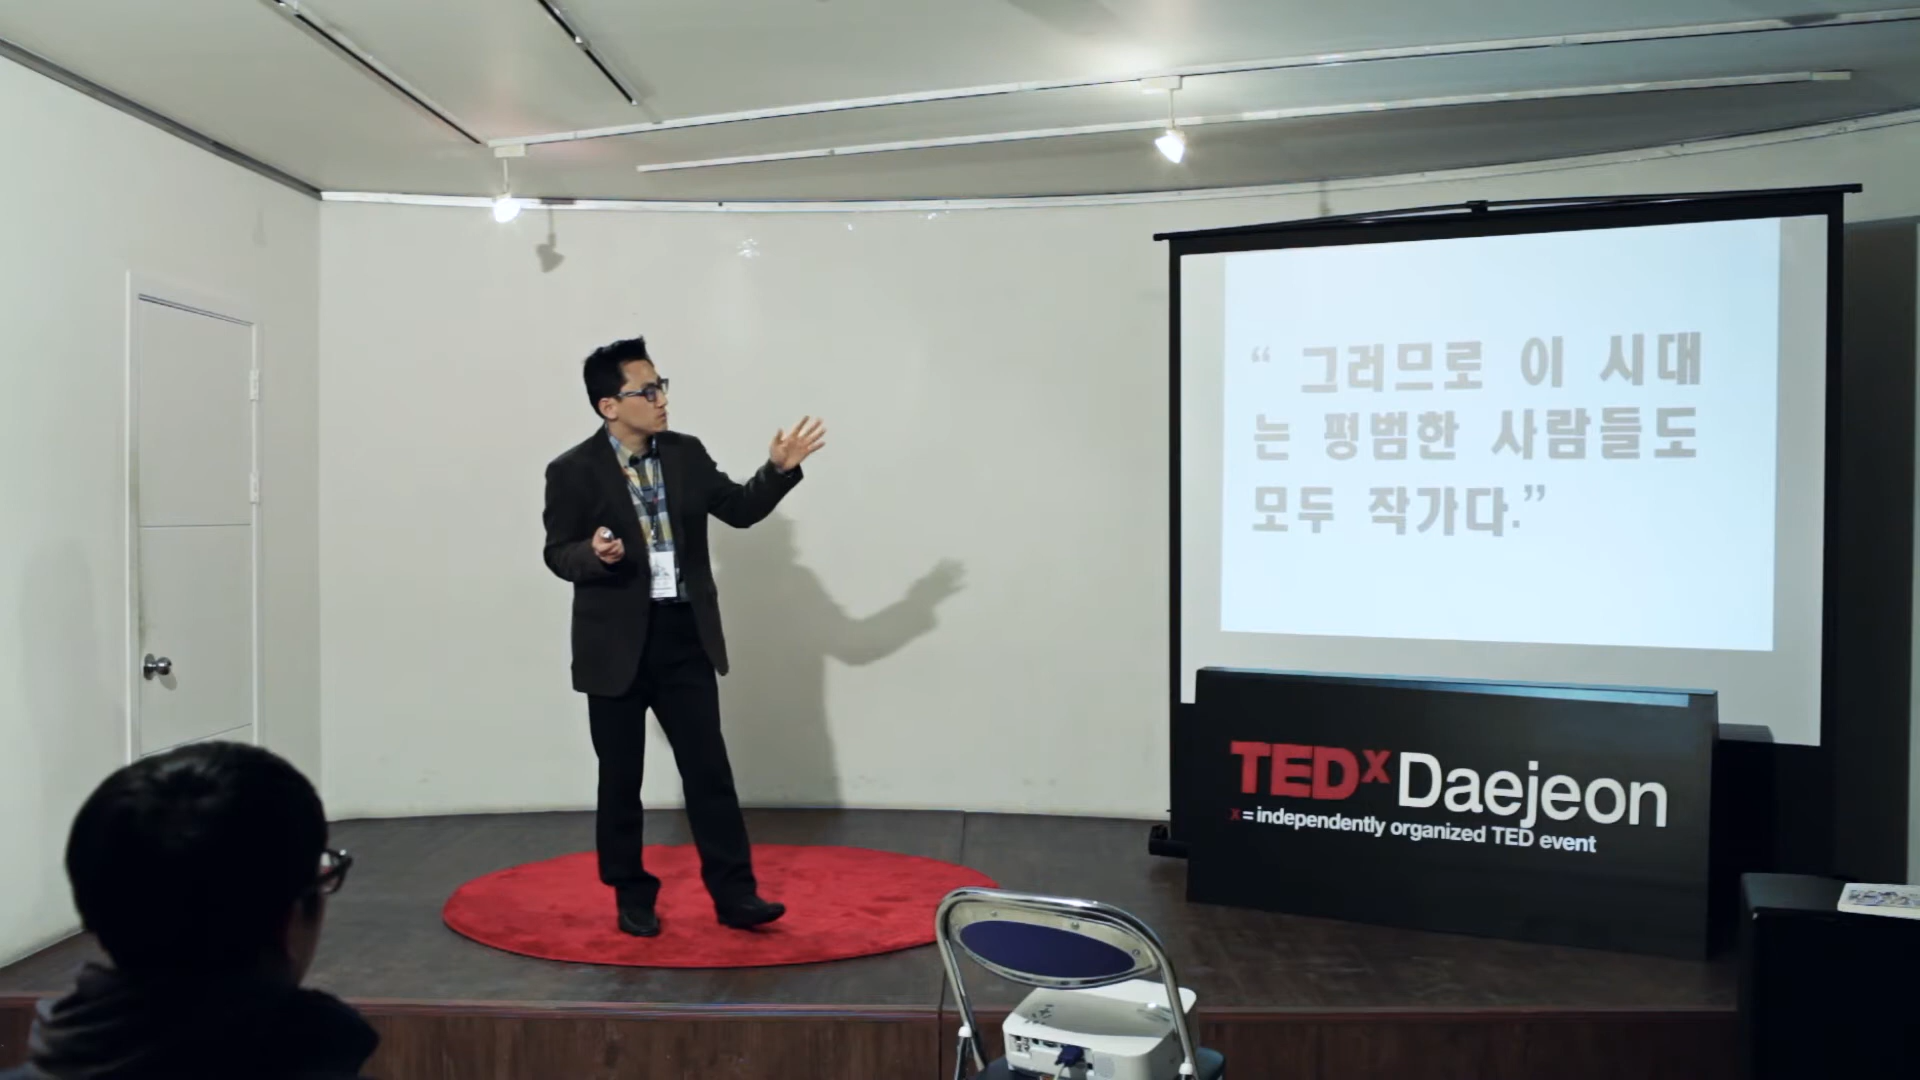 “ 그러므로 이 시대
는 평범한 사람들도
모두 작가다.”
TEDx Daejeon
x = independently organized TED event